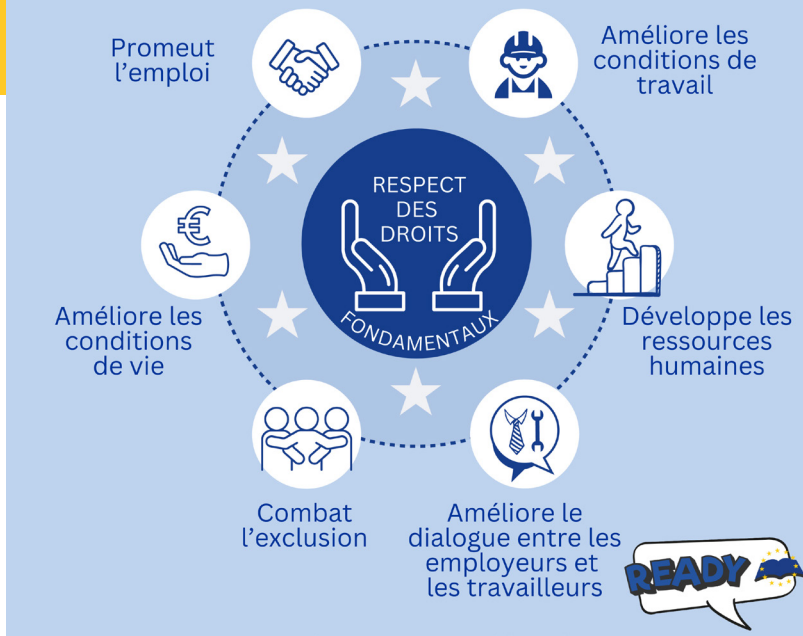 Promeut
l'emploi
Améliore les
conditions de
travail
RESPECT
DES
DROITS
FONDAMENTAUX
Améliore les
conditions
de vie
Développe les
ressources
humaines
Combat
l'exclusion
Améliore le
dialogue entre les
employeurs et
les travailleurs
READY